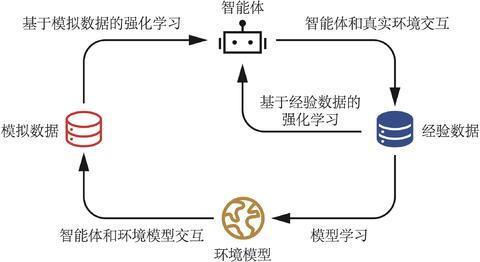 智能体
基于模拟数据的强化学习
智能体和真实环境交互
基于经验数据的
强化学习
模拟数据
经验数据
智能体和环境模型交互
模型学习
环境模型